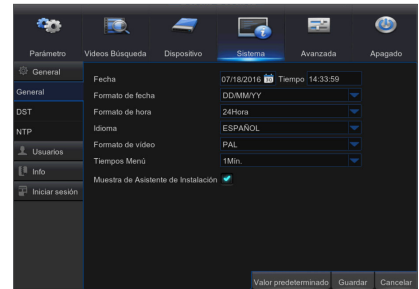 Parámetro Vídeos Búsqueda Dispositivo Sistema Avanzada Apagado
General
General
DST
NTP
Usuarios
Info
Iniciar sesión
Fecha 07/18/2016 Tiempo 14:33:59
Formato de fecha DD/MM/YY
Formato de hora 24Hora
Idioma ESPAÑOL
Formato de vídeo PAL
Tiempos Menú 1Mín.
Muestra de Asistente de Instalación
Valor predeterminado Guardar Cancelar